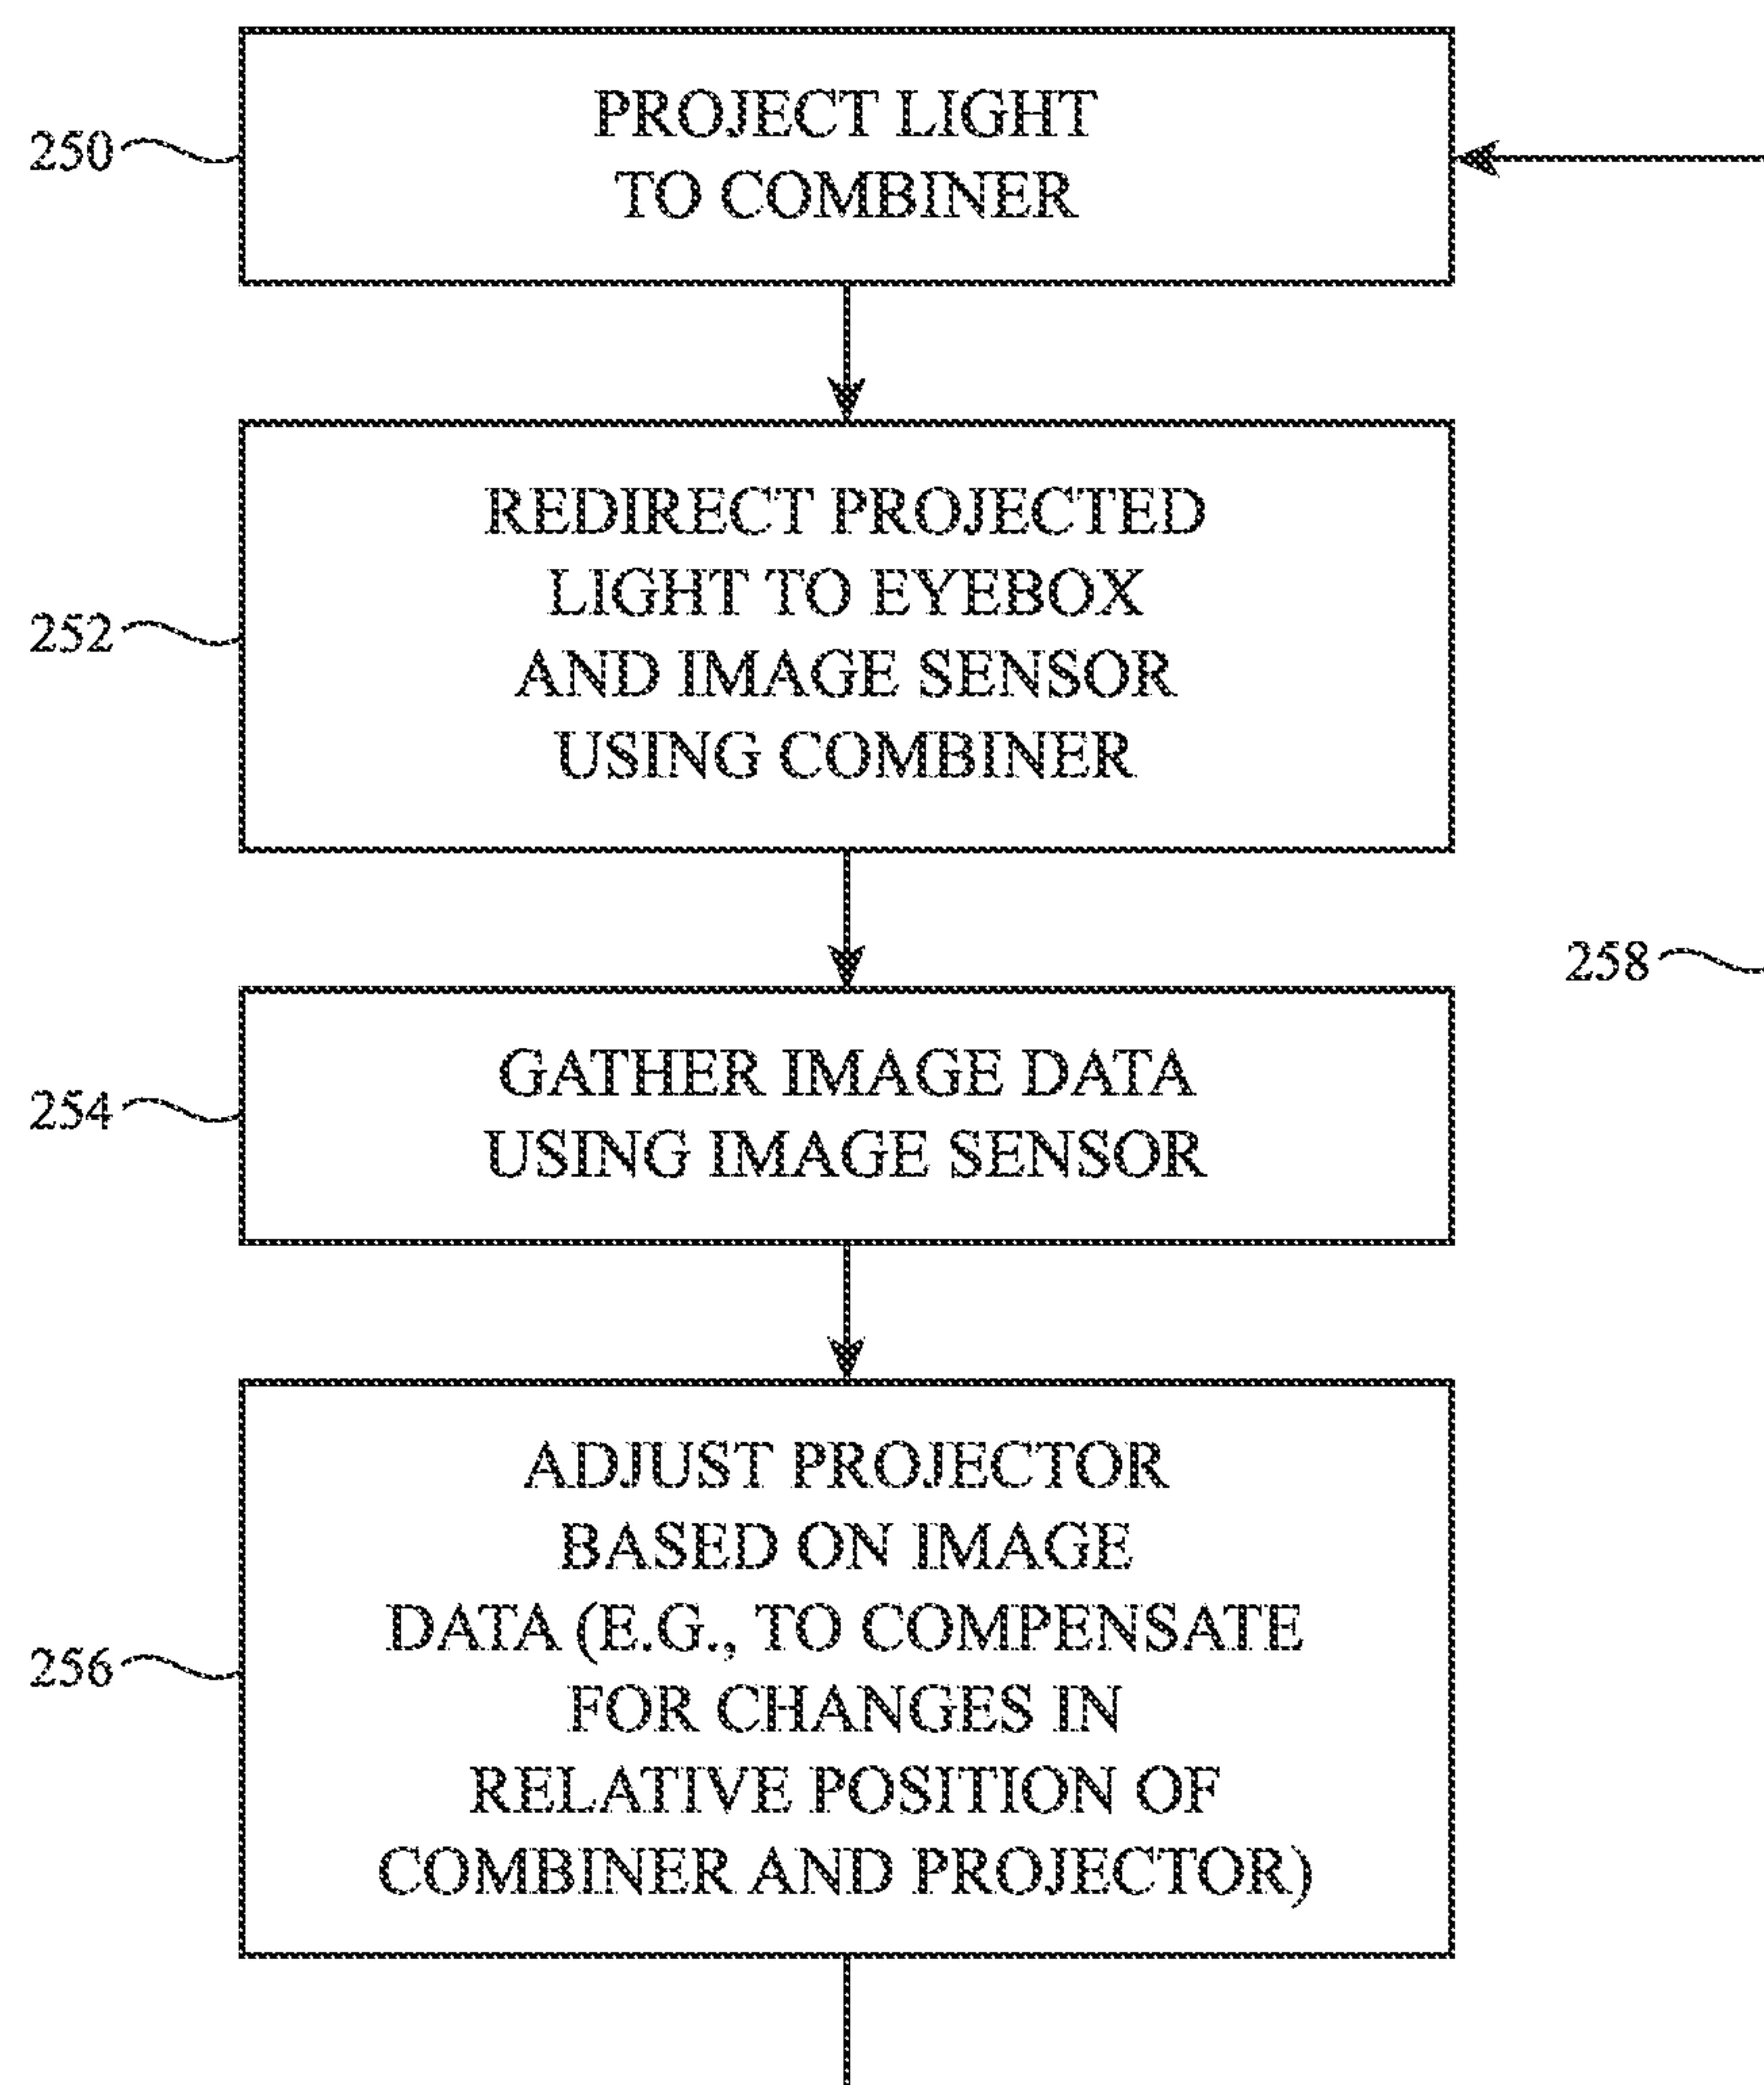 250
PROJECT LIGHT
TO COMBINER
252
REDIRECT PROJECTED
LIGHT TO EYEBOX
AND IMAGE SENSOR
USING COMBINER
258
254
GATHER IMAGE DATA
USING IMAGE SENSOR
256
ADJUST PROJECTOR
BASED ON IMAGE
DATA (E.G., TO COMPENSATE
FOR CHANGES IN
RELATIVE POSITION OF
COMBINER AND PROJECTOR)